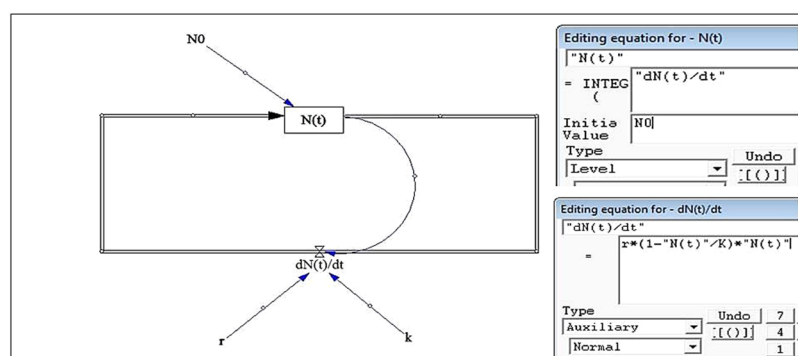 N0
N(t)
dN(t)/dt
r
k
Editing equation for - N(t)
"N(t)"
= INTEG
(
"dN(t)/dt"
Initia
Value
N0
Type
Undo
Level
[()]
Editing equation for - dN(t)/dt
"dN(t)/dt"
=
r*(1-"N(t)"/K)*"N(t)"
Type
Undo
7
Auxiliary
[()]
4
Normal
1